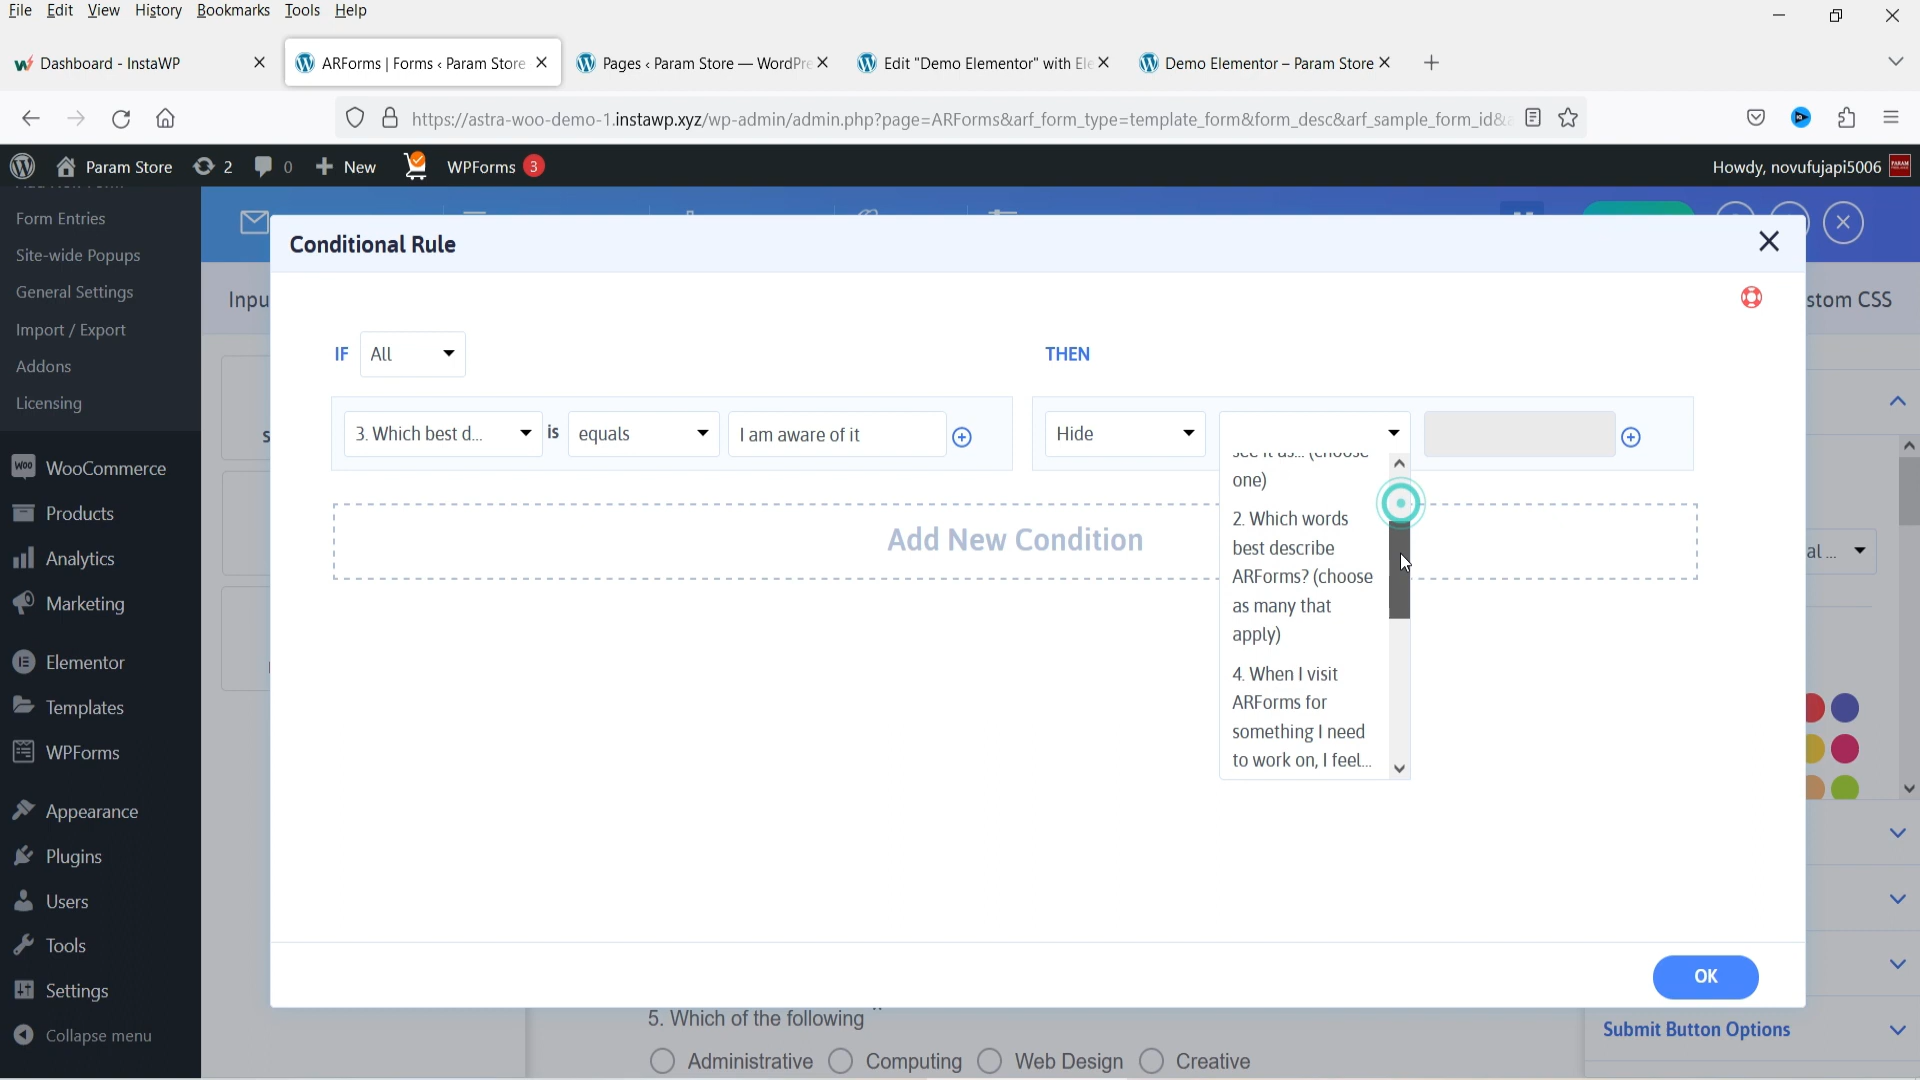 File Edit View History Bookmarks Tools Help
Dashboard - InstaWP
ARForms | Forms ‹ Param Store
Pages ‹ Param Store — WordPre
Edit "Demo Elementor" with Ele
Demo Elementor – Param Store
https://astra-woo-demo-1.instawp.xyz/wp-admin/admin.php?page=ARForms&arf_form_type=template_form&form_desc&arf_sample_form_id&
Param Store 2 0 New WPForms 3
Howdy, novufujapi5006
Form Entries
Site-wide Popups
General Settings
Import / Export
Addons
Licensing
WooCommerce
Products
Analytics
Marketing
Elementor
Templates
WPForms
Appearance
Plugins
Users
Tools
Settings
Collapse menu
Inpu
stom CSS
Conditional Rule
IF All
THEN
3. Which best d... is equals I am aware of it
Hide
one)
2. Which words
best describe
ARForms? (choose
as many that
apply)
4. When I visit
ARForms for
something I need
to work on, I feel...
Add New Condition
al ...
OK
5. Which of the following
Administrative Computing Web Design Creative
Submit Button Options